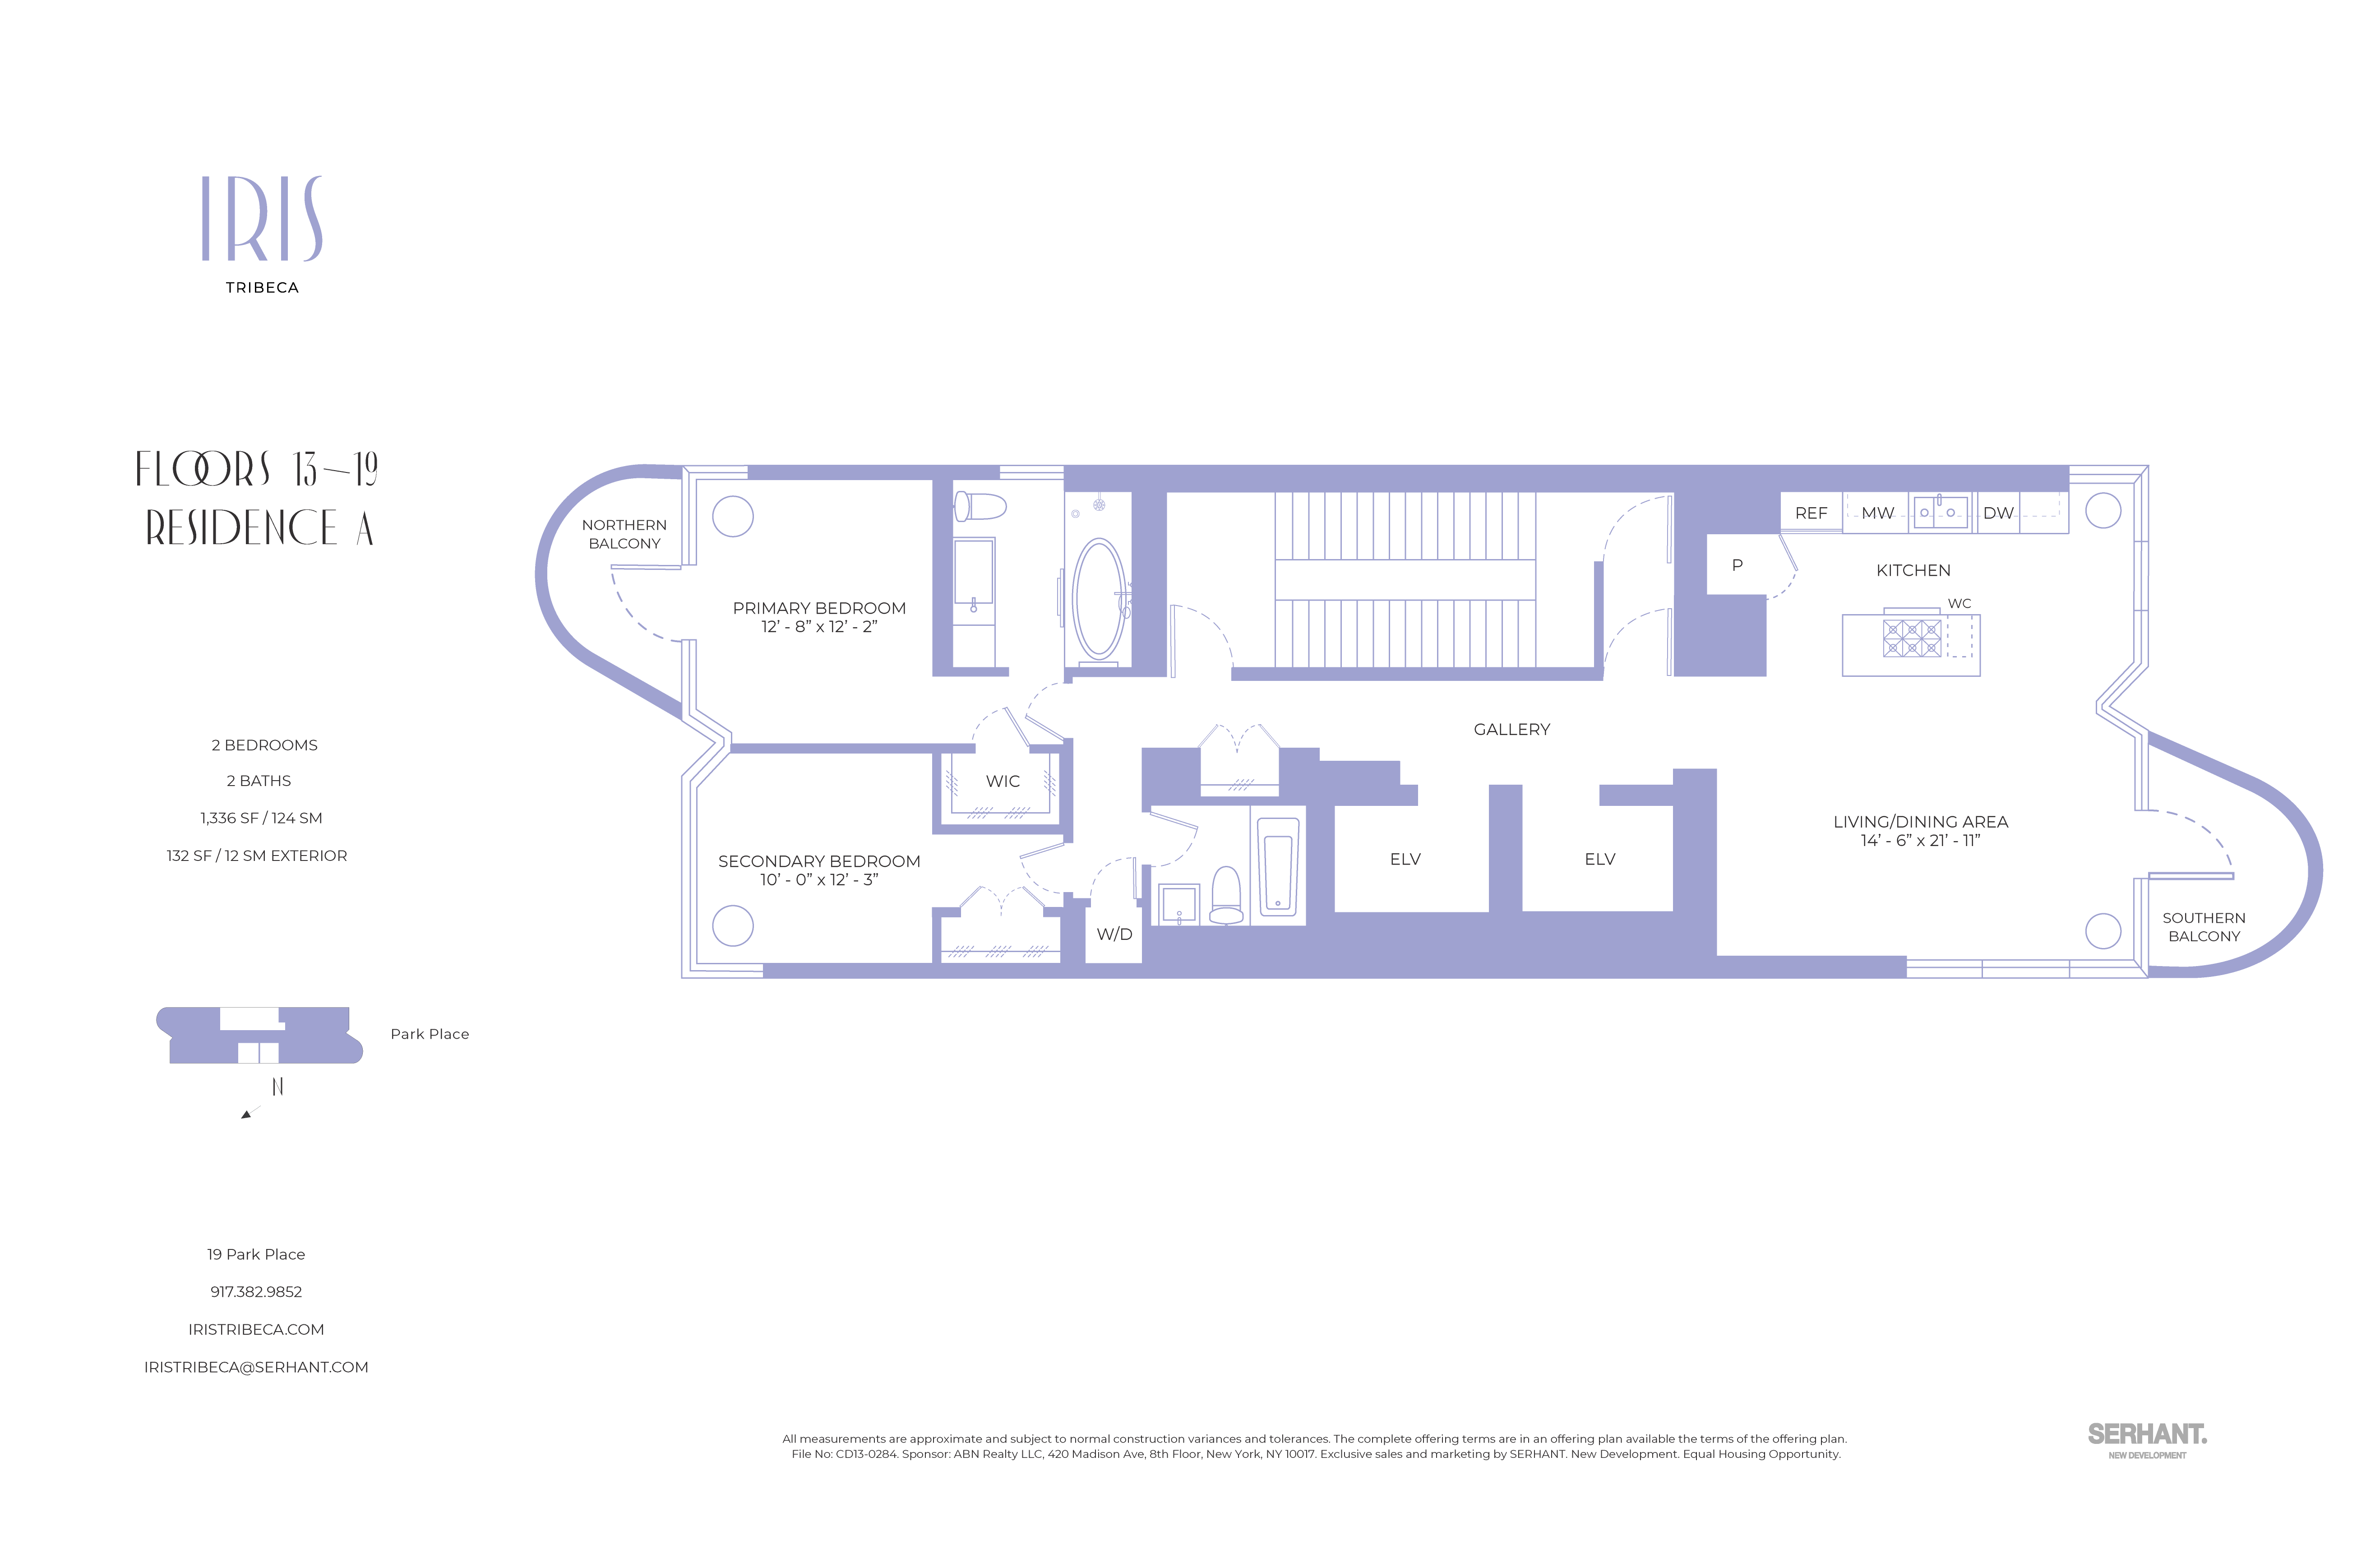 IRIS
TRIBECA
FLOORS 13—19
RESIDENCE A
2 BEDROOMS
2 BATHS
1,336 SF / 124 SM
132 SF / 12 SM EXTERIOR
Park Place
N
19 Park Place
917.382.9852
IRISTRIBECA.COM
IRISTRIBECA@SERHANT.COM
NORTHERN
BALCONY
PRIMARY BEDROOM
12’ - 8” x 12’ - 2”
WIC
SECONDARY BEDROOM
10’ - 0” x 12’ - 3”
W/D
GALLERY
ELV
ELV
P
REF
MW
DW
KITCHEN
WC
LIVING/DINING AREA
14’ - 6” x 21’ - 11”
SOUTHERN
BALCONY
All measurements are approximate and subject to normal construction variances and tolerances. The complete offering terms are in an offering plan available the terms of the offering plan.
File No: CD13-0284. Sponsor: ABN Realty LLC, 420 Madison Ave, 8th Floor, New York, NY 10017. Exclusive sales and marketing by SERHANT. New Development. Equal Housing Opportunity.
SERHANT.
NEW DEVELOPMENT